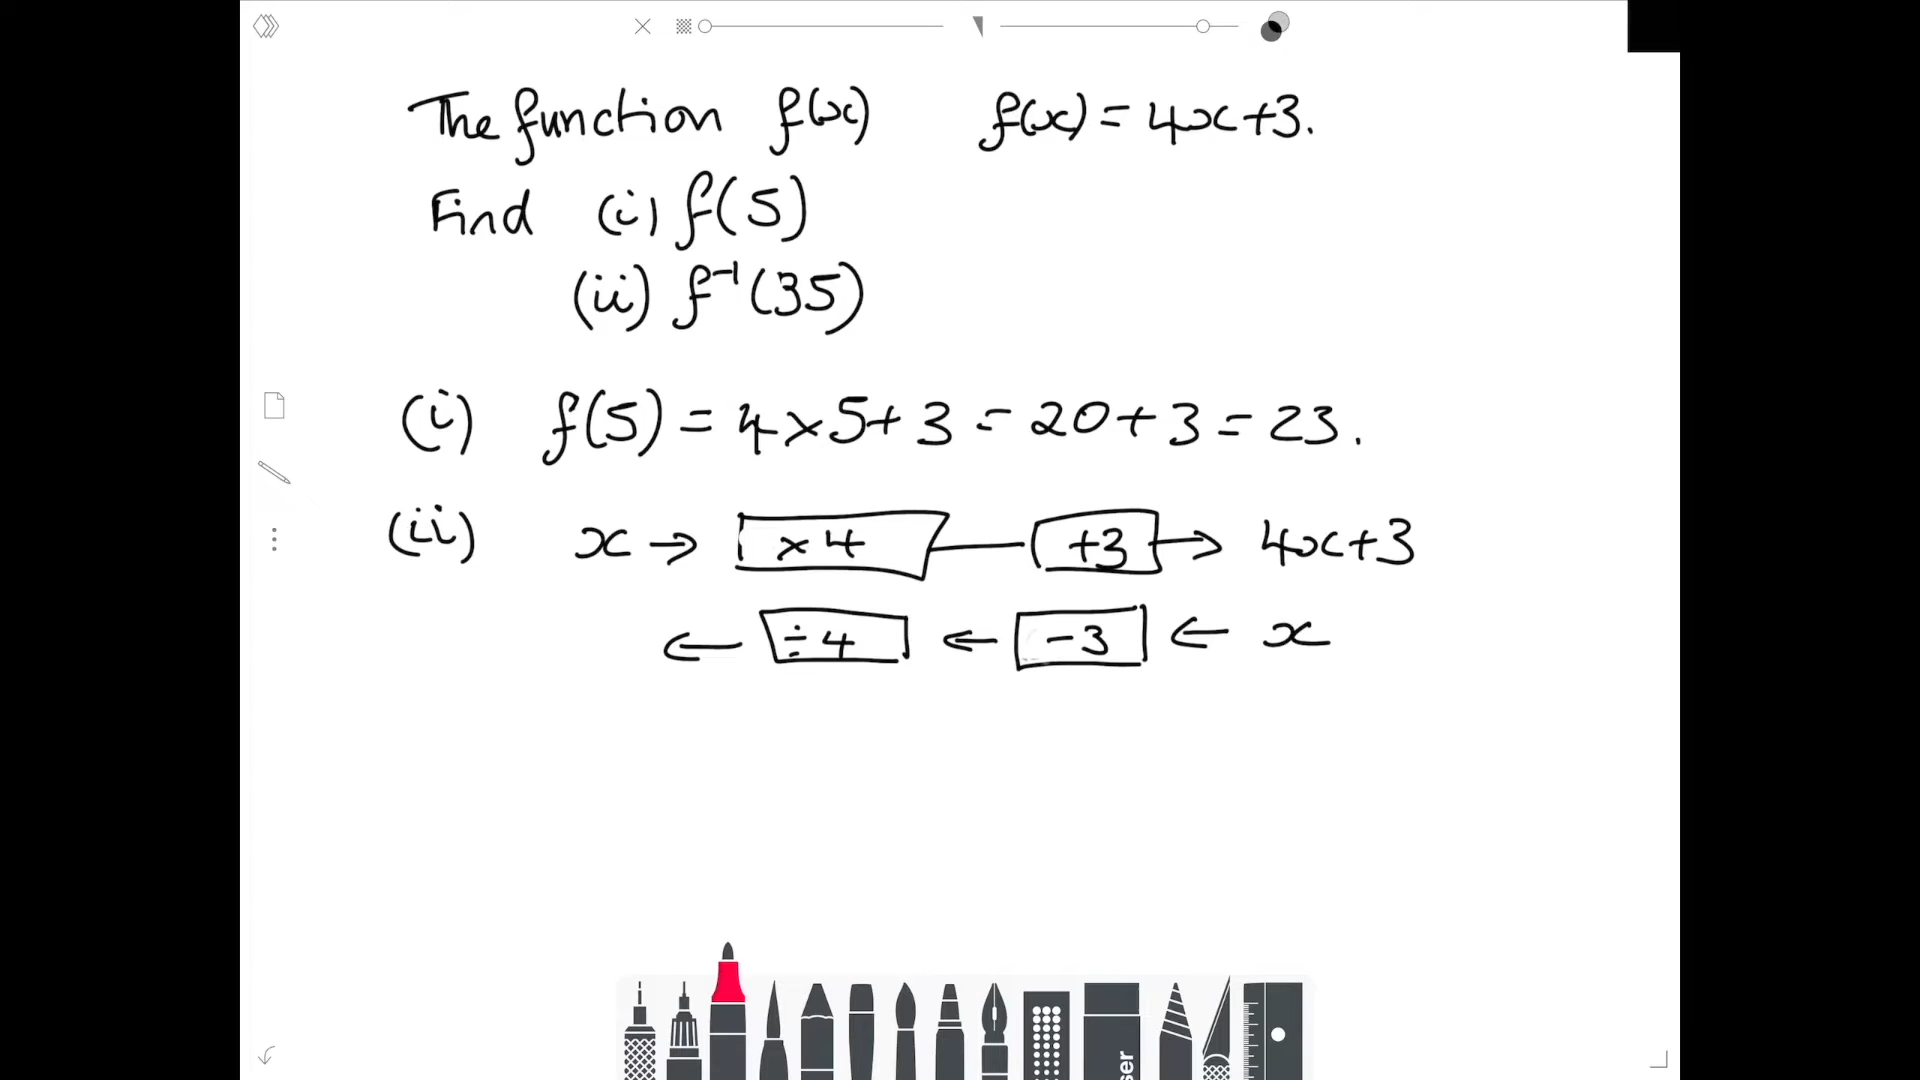 The function f(x) f(x) = 4x+3.
Find (i) f(5)
(ii) f⁻¹(35)
(i) f(5) = 4×5+3 = 20+3 = 23.
(ii) x → ×4 — +3 → 4x+3
← ÷4 ← −3 ← x
ser